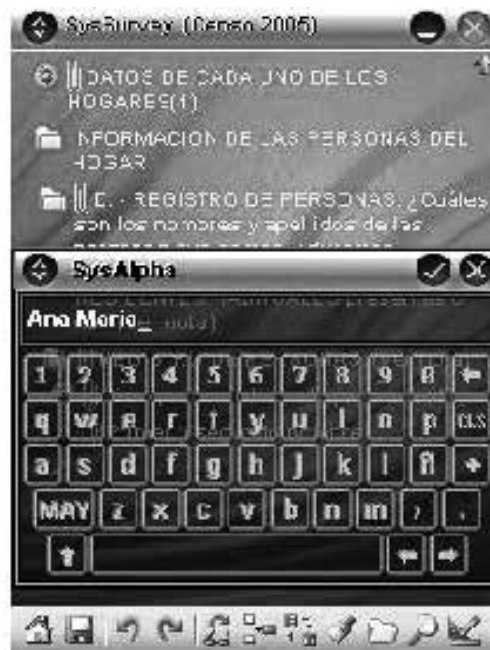 SysSurvey (Censo 2005)
DATOS DE CADA UNO DE LOS
HOGARES(1)
INFORMACION DE LAS PERSONAS DEL
HOGAR
- REGISTRO DE PERSONAS. ¿Cuáles
son los nombres y apellidos de las
SysAlpha
Ana Maria_
1 2 3 4 5 6 7 8 9 0
q w e r t y u i o p CLS
a s d f g h j k l ñ
MAY z x c v b n m